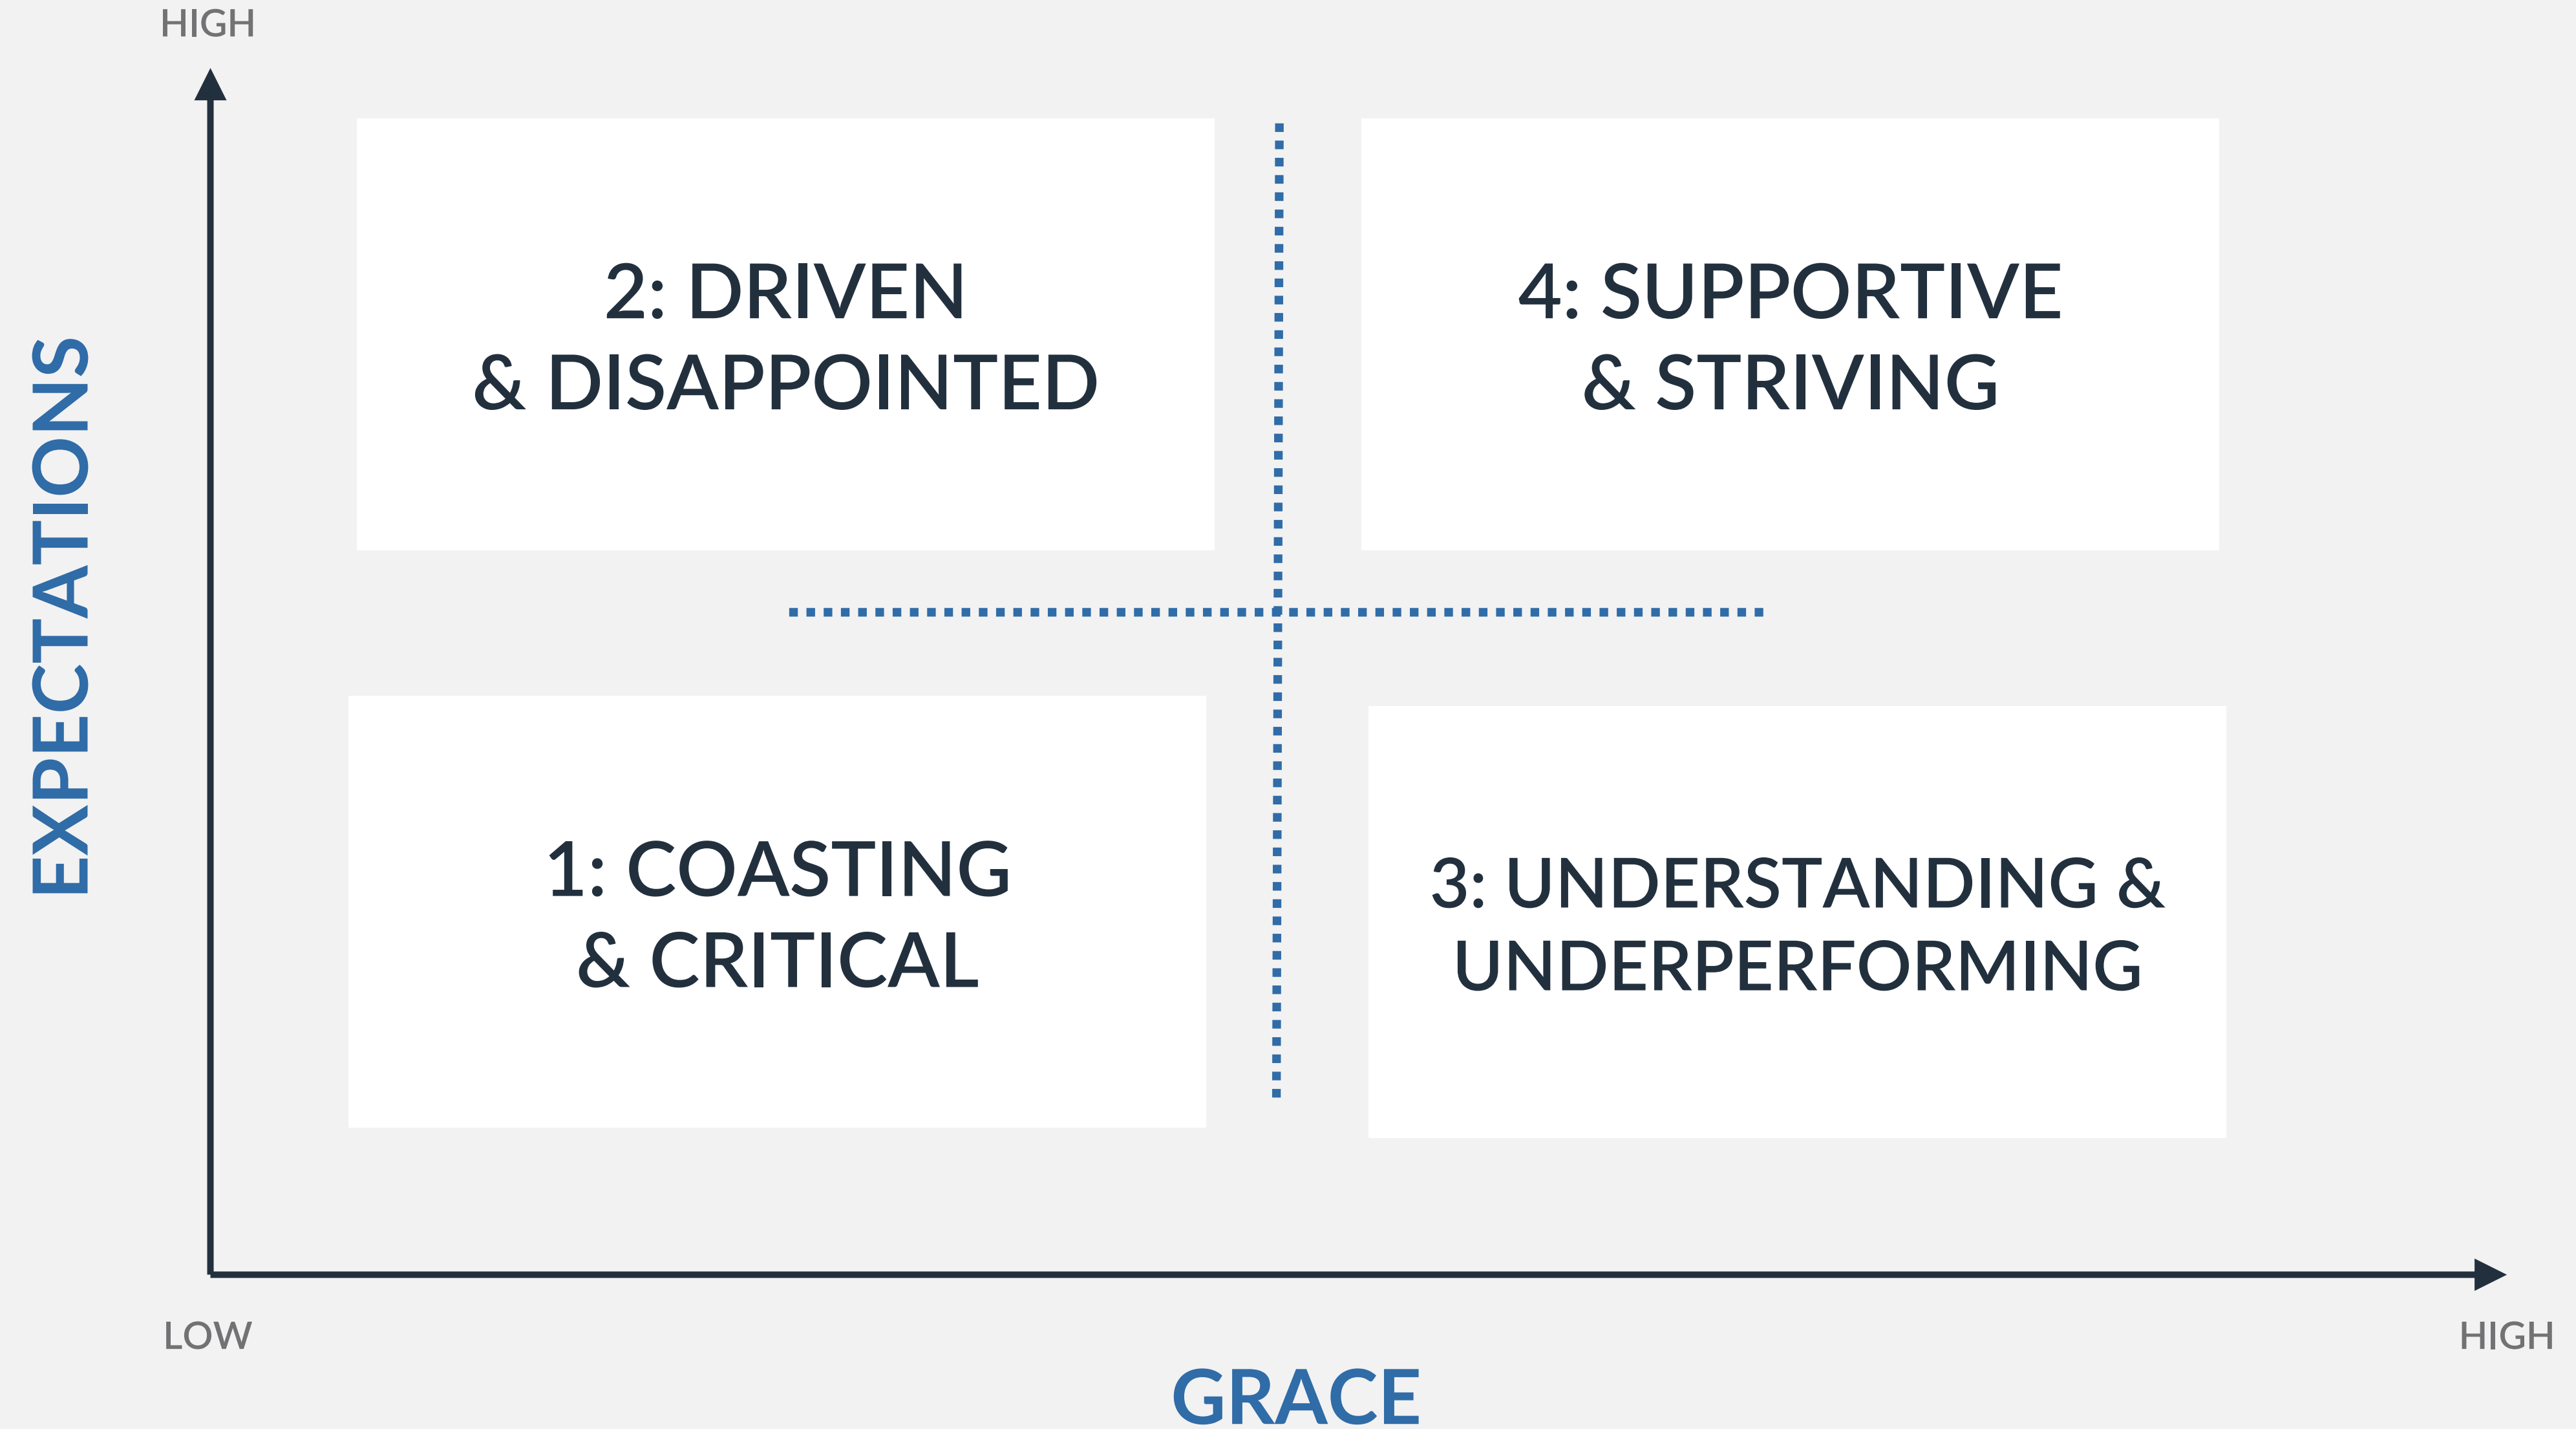 HIGH
2: DRIVEN
& DISAPPOINTED
4: SUPPORTIVE
& STRIVING
EXPECTATIONS
1: COASTING
& CRITICAL
3: UNDERSTANDING &
UNDERPERFORMING
LOW
HIGH
GRACE